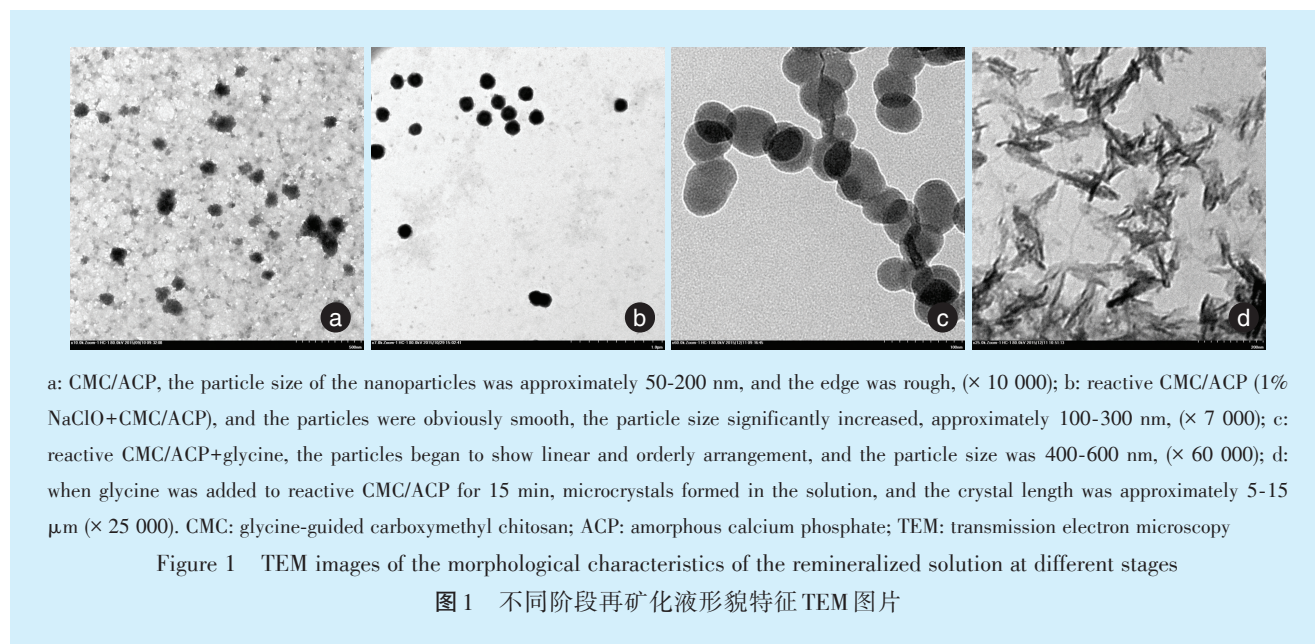 a
b
c
d
a: CMC/ACP, the particle size of the nanoparticles was approximately 50-200 nm, and the edge was rough, (× 10 000); b: reactive CMC/ACP (1%
NaClO+CMC/ACP), and the particles were obviously smooth, the particle size significantly increased, approximately 100-300 nm, (× 7 000); c:
reactive CMC/ACP+glycine, the particles began to show linear and orderly arrangement, and the particle size was 400-600 nm, (× 60 000); d:
when glycine was added to reactive CMC/ACP for 15 min, microcrystals formed in the solution, and the crystal length was approximately 5-15
μm (× 25 000). CMC: glycine-guided carboxymethyl chitosan; ACP: amorphous calcium phosphate; TEM: transmission electron microscopy
Figure 1 TEM images of the morphological characteristics of the remineralized solution at different stages
图1 不同阶段再矿化液形貌特征TEM图片